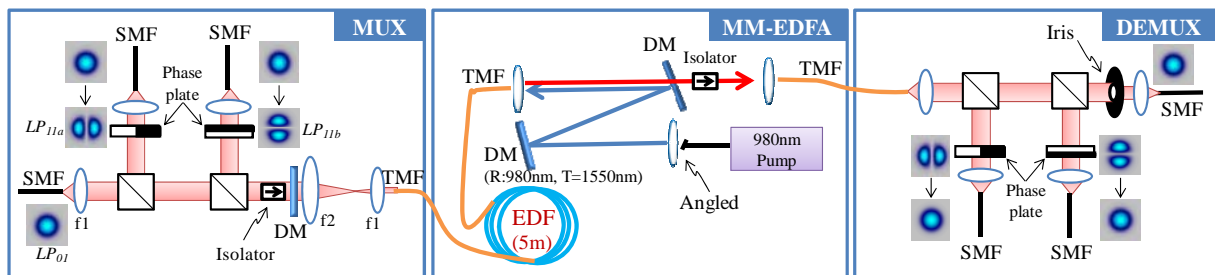 MUX
SMF
SMF
Phase
plate
LP11a
LP11b
SMF
f1
LP01
Isolator
DM
f2
f1
TMF
MM-EDFA
DM
Isolator
TMF
TMF
DM
(R:980nm, T=1550nm)
980nm
Pump
Angled
EDF
(5m)
DEMUX
Iris
SMF
Phase
plate
SMF
SMF